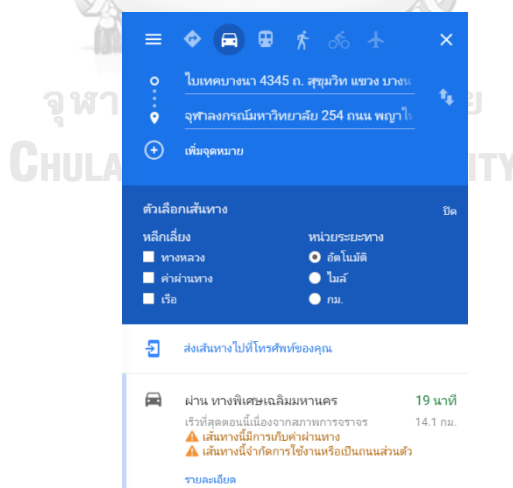 ไบเทคบางนา 4345 ถ. สุขุมวิท แขวง บางน
จุฬาลงกรณ์มหาวิทยาลัย 254 ถนน พญาไ
เพิ่มจุดหมาย
ตัวเลือกเส้นทาง ปิด
หลีกเลี่ยง หน่วยระยะทาง
ทางหลวง อัตโนมัติ
ค่าผ่านทาง ไมล์
เรือ กม.
จุฬา ย
CHULA ITY
ส่งเส้นทางไปที่โทรศัพท์ของคุณ
ผ่าน ทางพิเศษเฉลิมมหานคร 19 นาที
เร็วที่สุดตอนนี้เนื่องจากสภาพการจราจร 14.1 กม.
เส้นทางนี้มีการเก็บค่าผ่านทาง
เส้นทางนี้จำกัดการใช้งานหรือเป็นถนนส่วนตัว
รายละเอียด